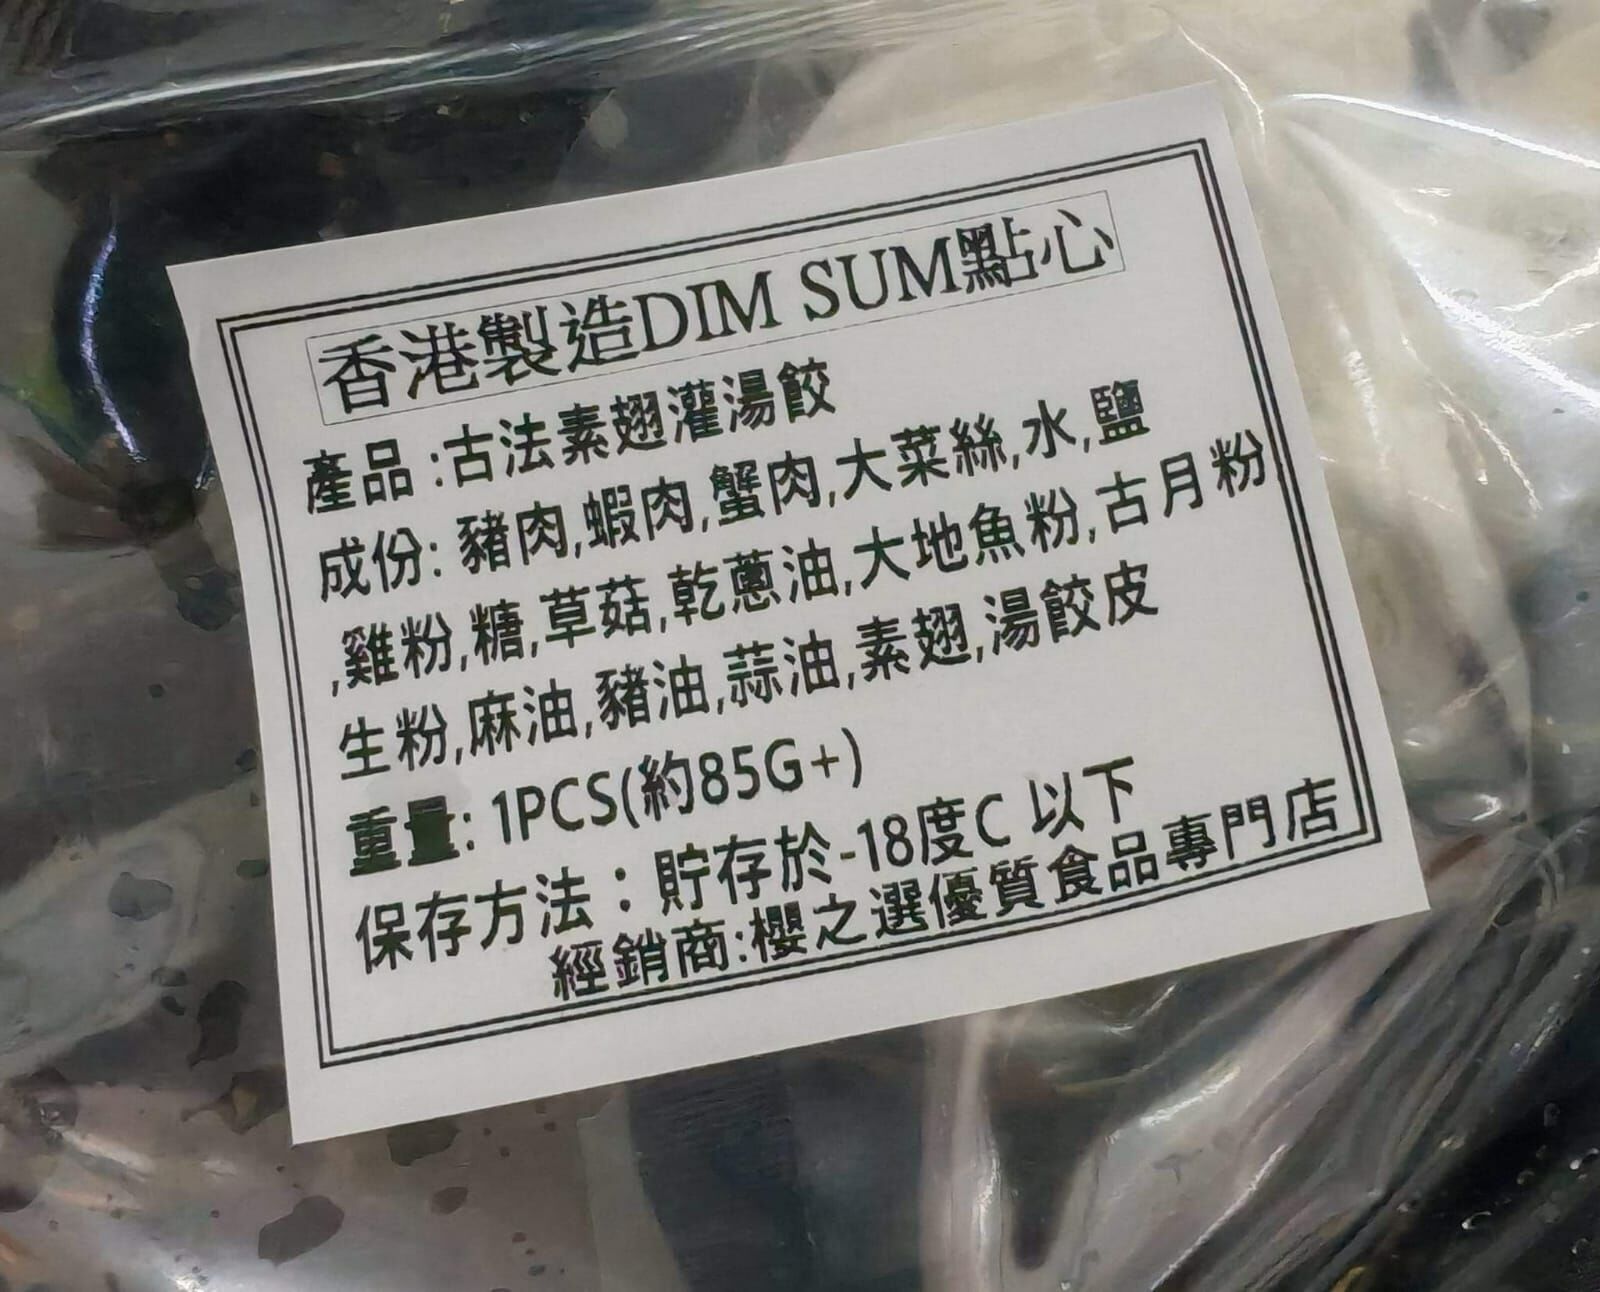 香港製造DIM SUM點心
產品 :古法素翅灌湯餃
成份: 豬肉,蝦肉,蟹肉,大菜絲,水,鹽
,雞粉,糖,草菇,乾蔥油,大地魚粉,古月粉
生粉,麻油,豬油,蒜油,素翅,湯餃皮
重量: 1PCS(約85G+)
保存方法：貯存於-18度C 以下
經銷商:櫻之選優質食品專門店